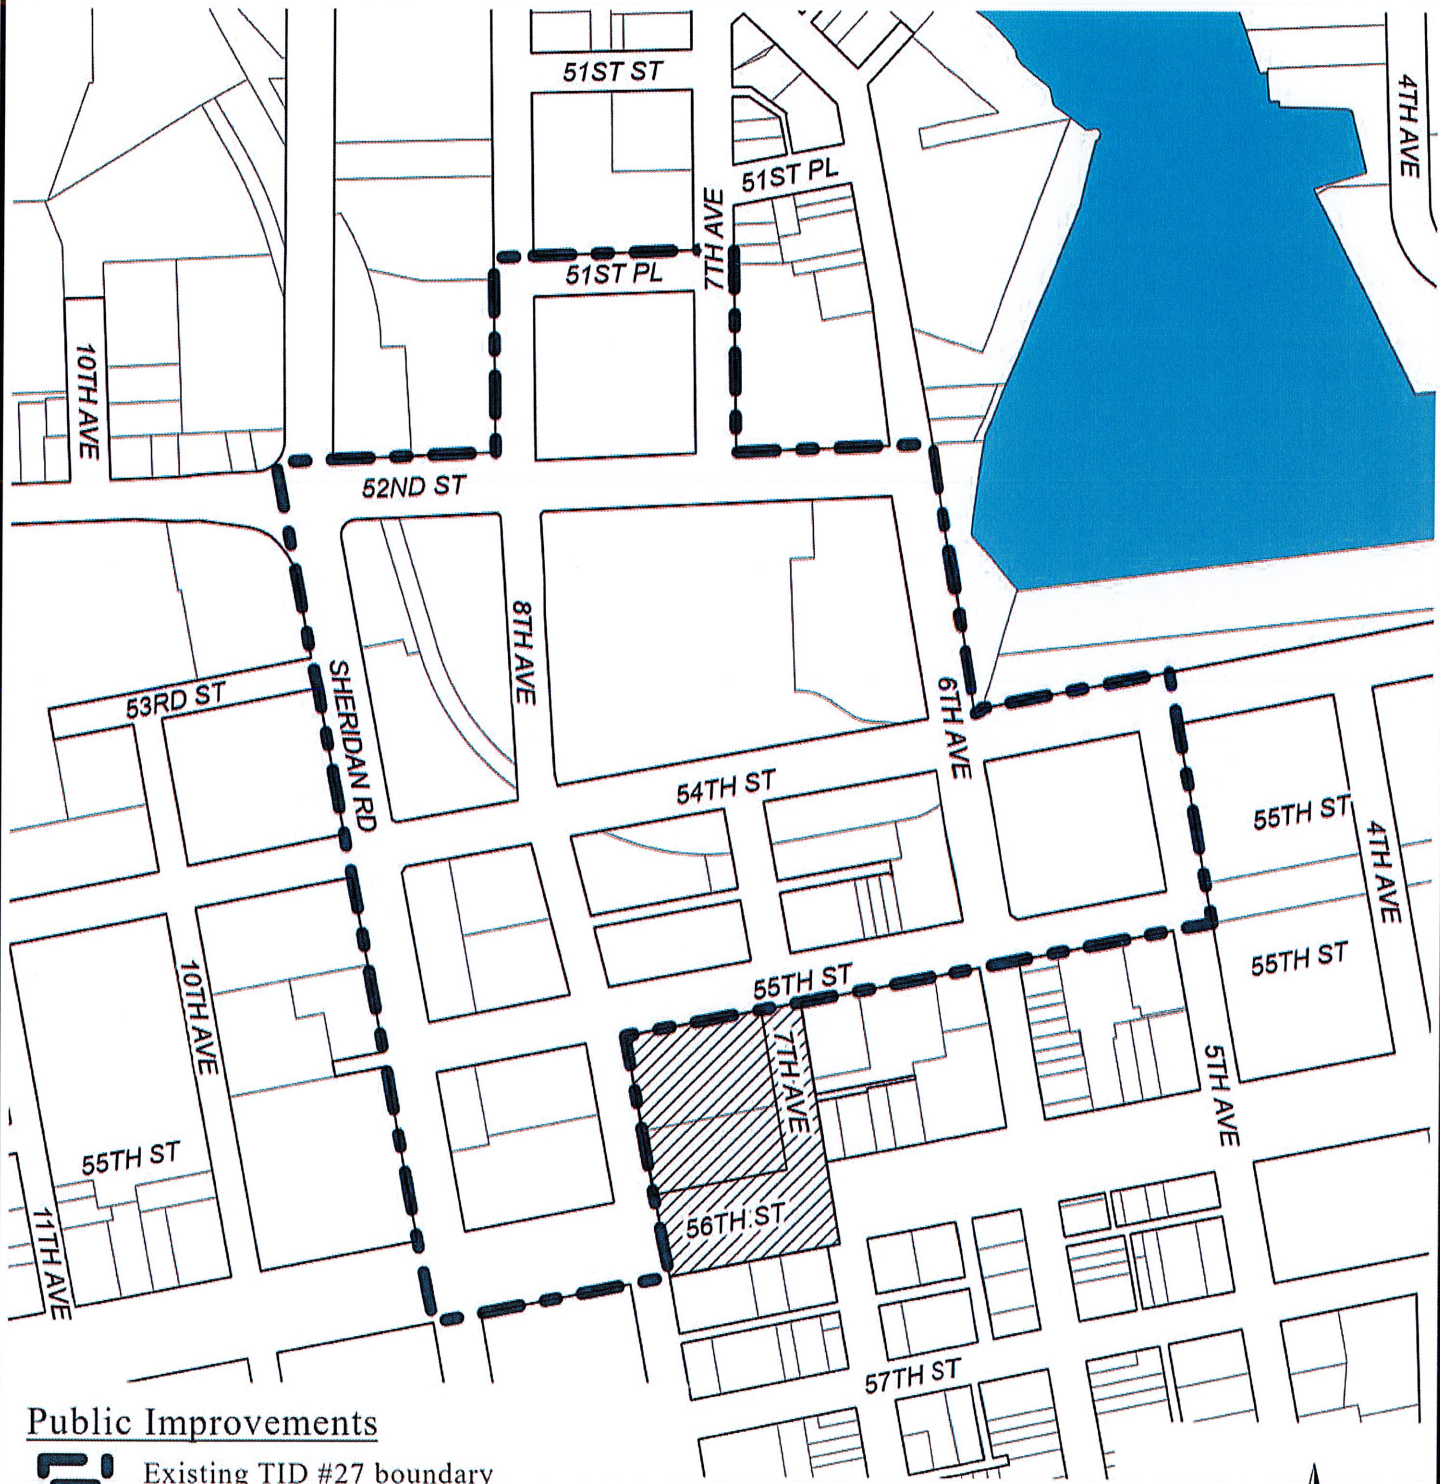 51ST ST
4TH AVE
51ST PL
7TH AVE
51ST PL
10TH AVE
52ND ST
8TH AVE
53RD ST
SHERIDAN RD
6TH AVE
54TH ST
55TH ST
4TH AVE
10TH AVE
55TH ST
55TH ST
7TH AVE
5TH AVE
55TH ST
11TH AVE
56TH ST
57TH ST
Public Improvements
Existing TID #27 boundary